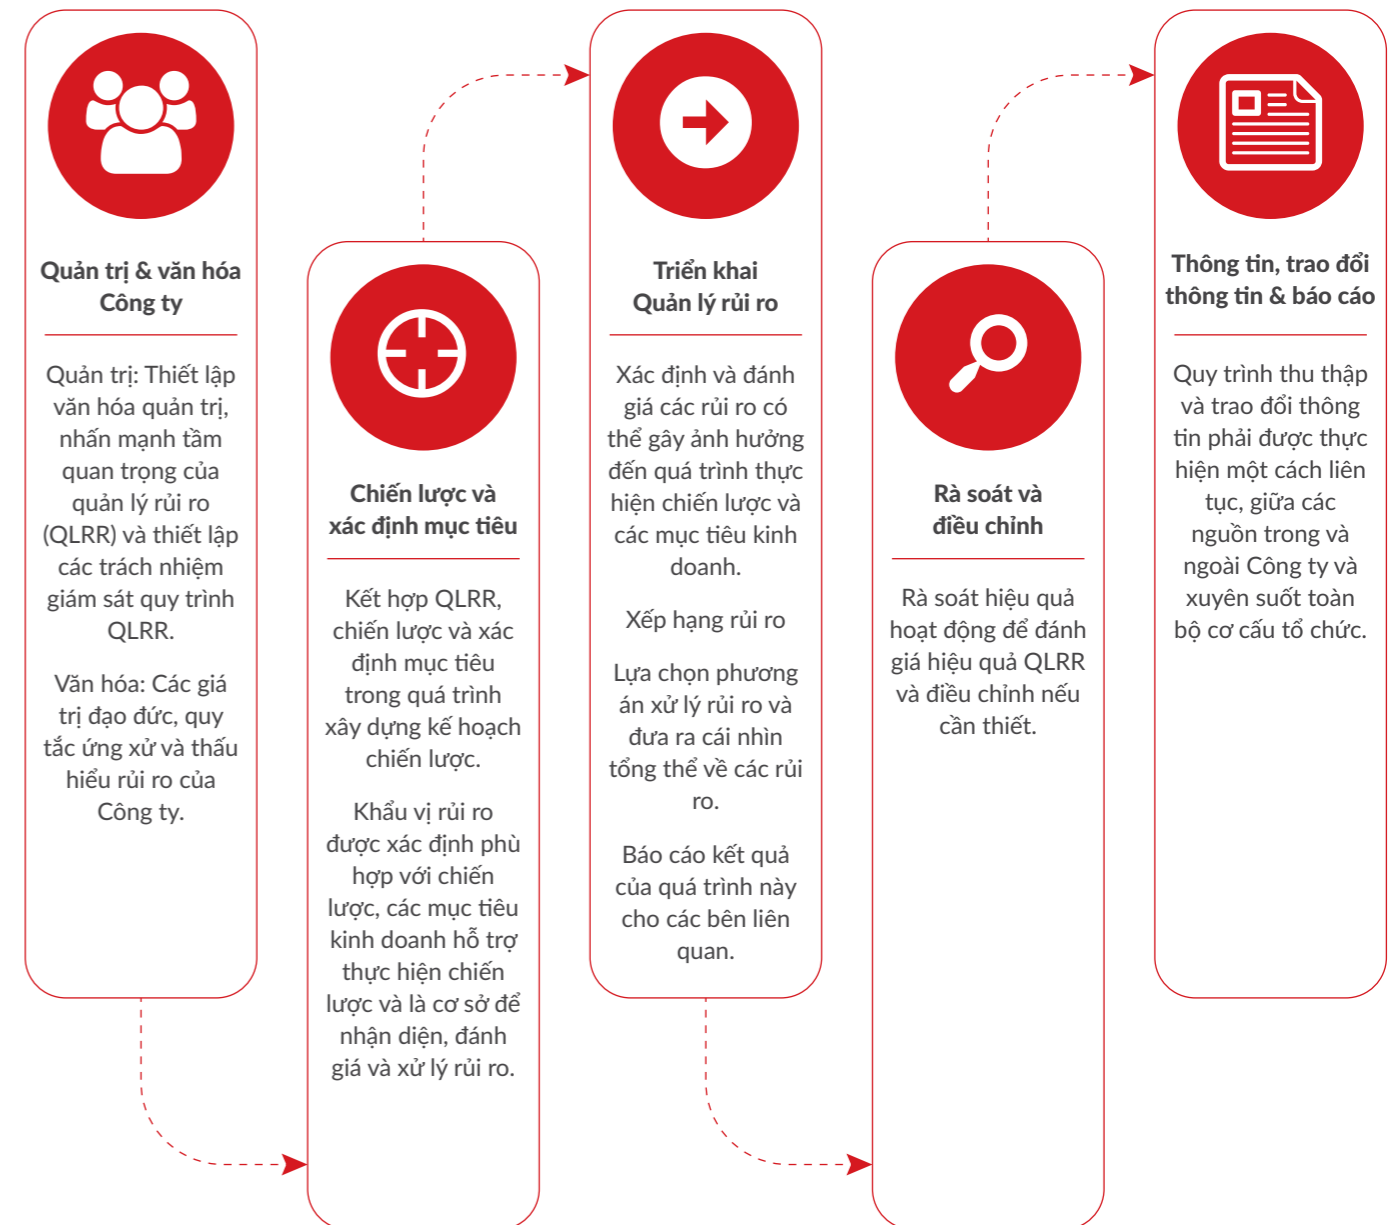 Quản trị & văn hóa
Công ty
Quản trị: Thiết lập
văn hóa quản trị,
nhấn mạnh tầm
quan trọng của
quản lý rủi ro
(QLRR) và thiết lập
các trách nhiệm
giám sát quy trình
QLRR.
Văn hóa: Các giá
trị đạo đức, quy
tắc ứng xử và thấu
hiểu rủi ro của
Công ty.
Chiến lược và
xác định mục tiêu
Kết hợp QLRR,
chiến lược và xác
định mục tiêu
trong quá trình
xây dựng kế hoạch
chiến lược.
Khẩu vị rủi ro
được xác định phù
hợp với chiến
lược, các mục tiêu
kinh doanh hỗ trợ
thực hiện chiến
lược và là cơ sở để
nhận diện, đánh
giá và xử lý rủi ro.
Triển khai
Quản lý rủi ro
Xác định và đánh
giá các rủi ro có
thể gây ảnh hưởng
đến quá trình thực
hiện chiến lược và
các mục tiêu kinh
doanh.
Xếp hạng rủi ro
Lựa chọn phương
án xử lý rủi ro và
đưa ra cái nhìn
tổng thể về các rủi
ro.
Báo cáo kết quả
của quá trình này
cho các bên liên
quan.
Rà soát và
điều chỉnh
Rà soát hiệu quả
hoạt động để đánh
giá hiệu quả QLRR
và điều chỉnh nếu
cần thiết.
Thông tin, trao đổi
thông tin & báo cáo
Quy trình thu thập
và trao đổi thông
tin phải được thực
hiện một cách liên
tục, giữa các
nguồn trong và
ngoài Công ty và
xuyên suốt toàn
bộ cơ cấu tổ chức.